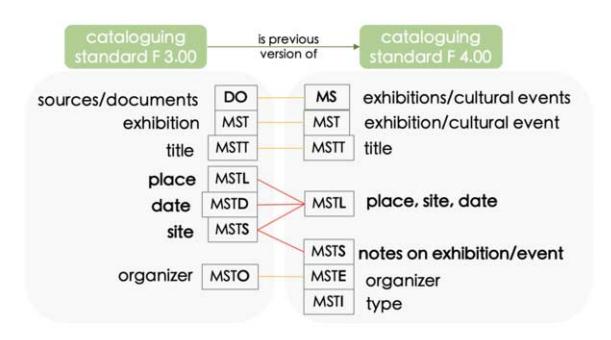 cataloguing standard F 3.00
is previous version of
cataloguing standard F 4.00
sources/documents DO MS exhibitions/cultural events
exhibition MST MST exhibition/cultural event
title MSTT MSTT title
place MSTL
date MSTD MSTL place, site, date
site MSTS
MSTS notes on exhibition/event
organizer MSTO MSTE organizer
MSTI type